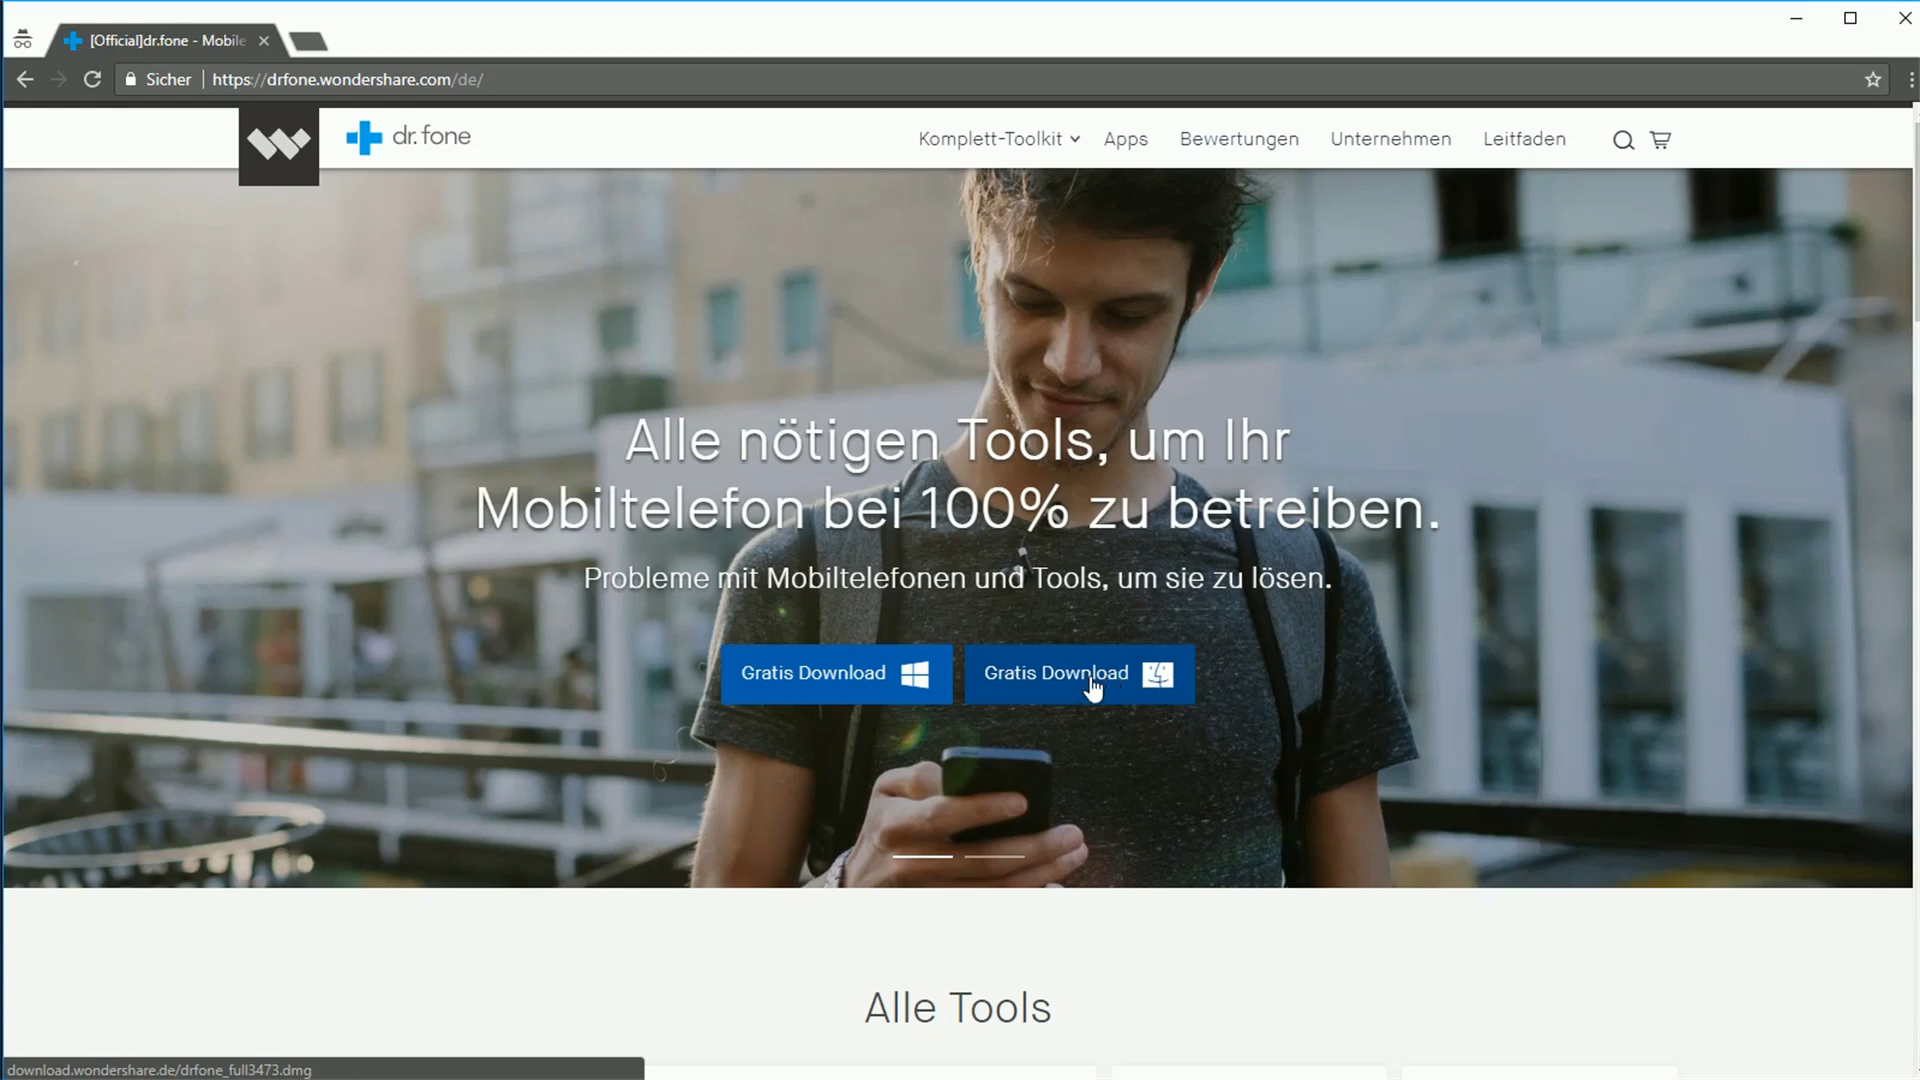 [Official]dr.fone - Mobile
Sicher
https://drfone.wondershare.com/de/
dr.fone
Komplett-Toolkit
Apps
Bewertungen
Unternehmen
Leitfaden
Alle nötigen Tools, um Ihr
Mobiltelefon bei 100% zu betreiben.
Probleme mit Mobiltelefonen und Tools, um sie zu lösen.
Gratis Download
Gratis Download
Alle Tools
download.wondershare.de/drfone_full3473.dmg